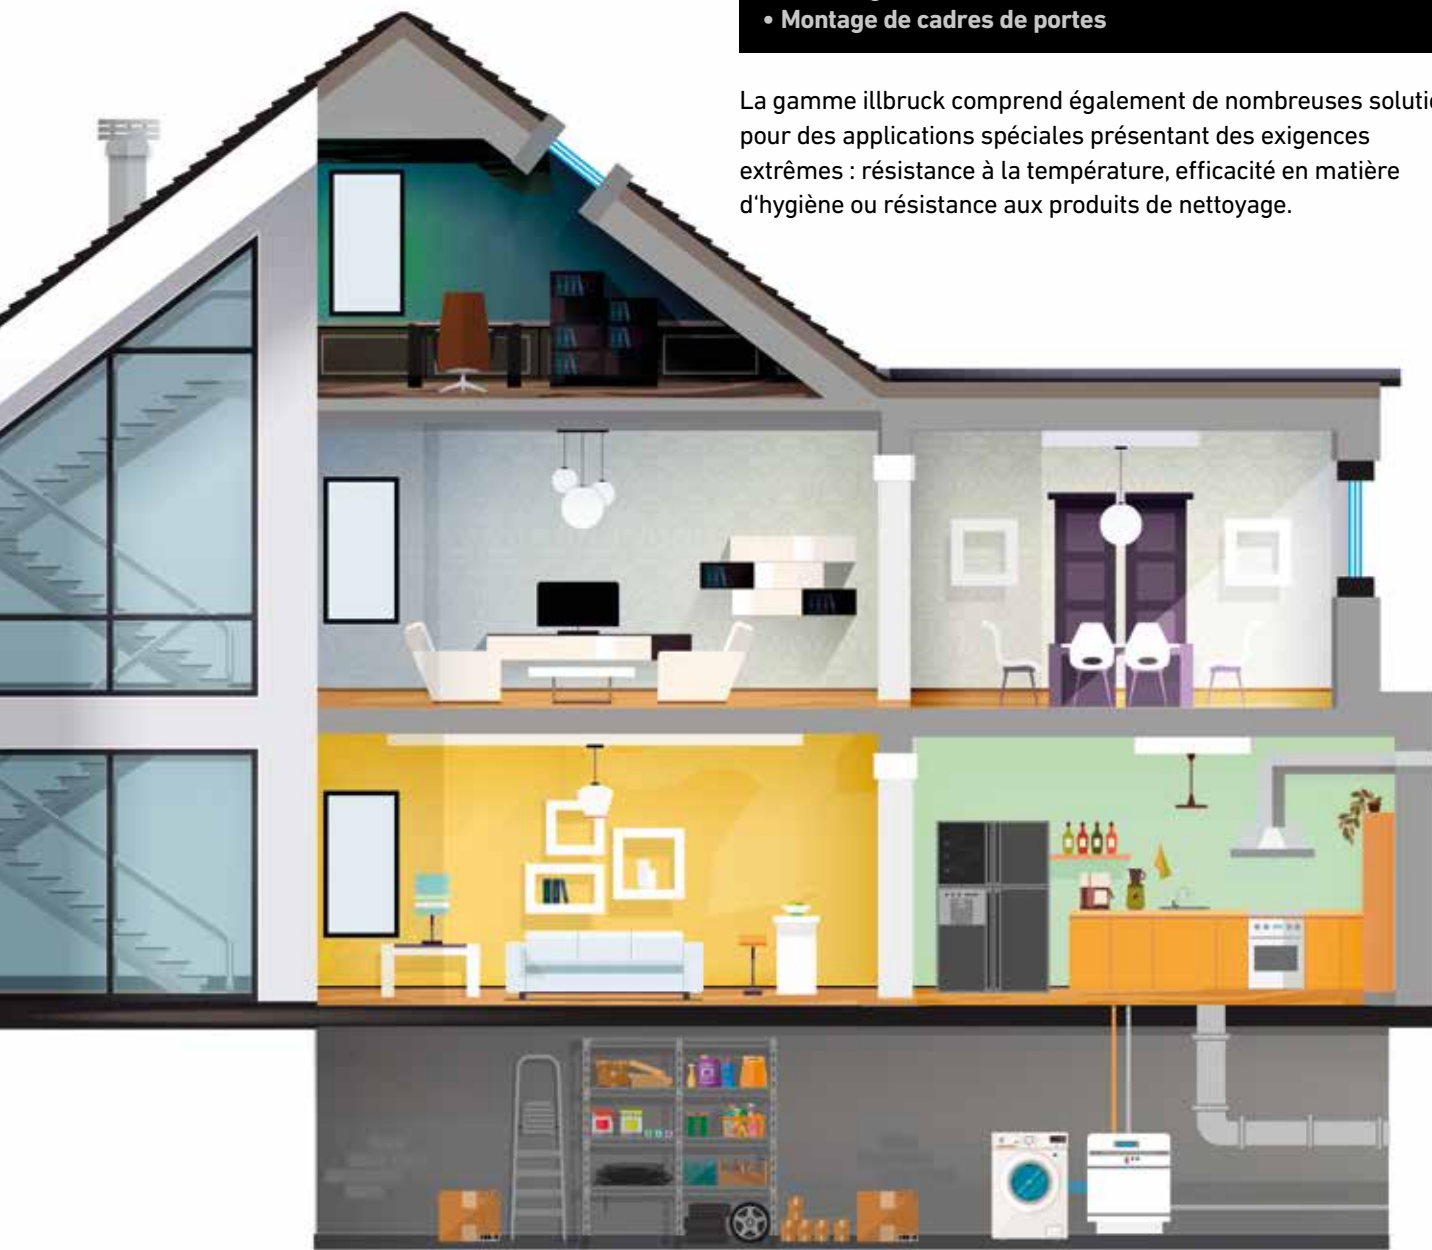 • Montage de cadres de portes
La gamme illbruck comprend également de nombreuses soluti
pour des applications spéciales présentant des exigences
extrêmes : résistance à la température, efficacité en matière
d'hygiène ou résistance aux produits de nettoyage.